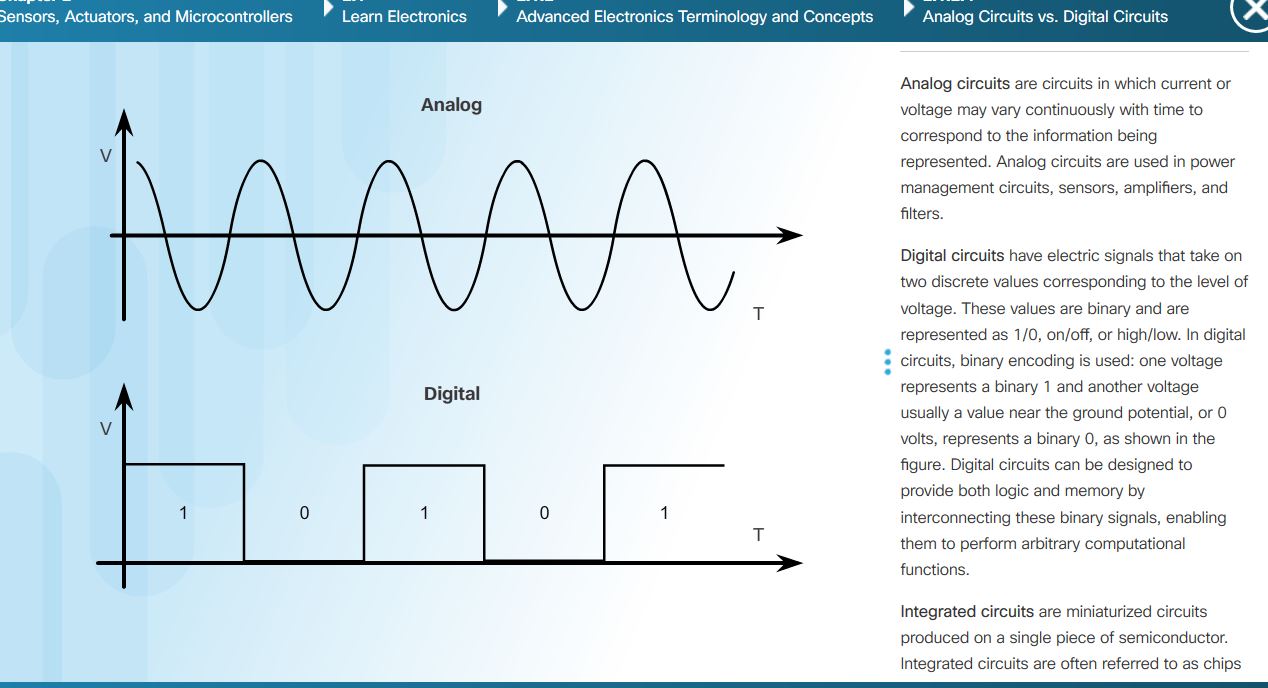 Sensors, Actuators, and Microcontrollers
Learn Electronics
Advanced Electronics Terminology and Concepts
Analog Circuits vs. Digital Circuits
Analog
V
T
Digital
V
1
0
1
0
1
T
Analog circuits are circuits in which current or
voltage may vary continuously with time to
correspond to the information being
represented. Analog circuits are used in power
management circuits, sensors, amplifiers, and
filters.
Digital circuits have electric signals that take on
two discrete values corresponding to the level of
voltage. These values are binary and are
represented as 1/0, on/off, or high/low. In digital
circuits, binary encoding is used: one voltage
represents a binary 1 and another voltage
usually a value near the ground potential, or 0
volts, represents a binary 0, as shown in the
figure. Digital circuits can be designed to
provide both logic and memory by
interconnecting these binary signals, enabling
them to perform arbitrary computational
functions.
Integrated circuits are miniaturized circuits
produced on a single piece of semiconductor.
Integrated circuits are often referred to as chips